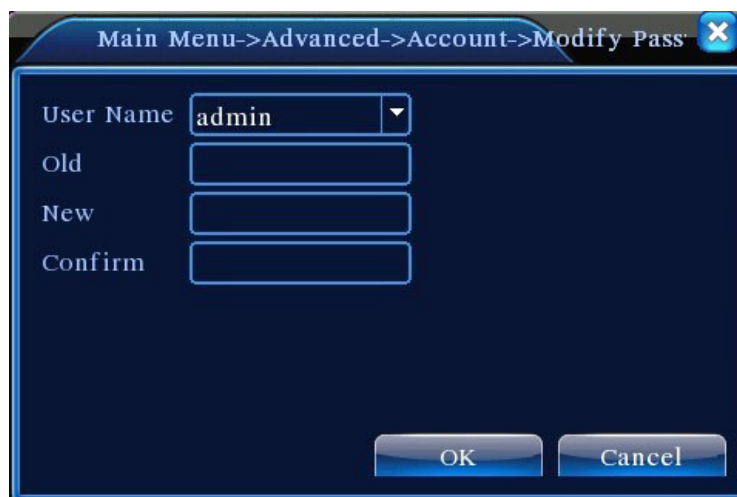 Main Menu->Advanced->Account->Modify Pass
User Name admin
Old
New
Confirm
OK Cancel